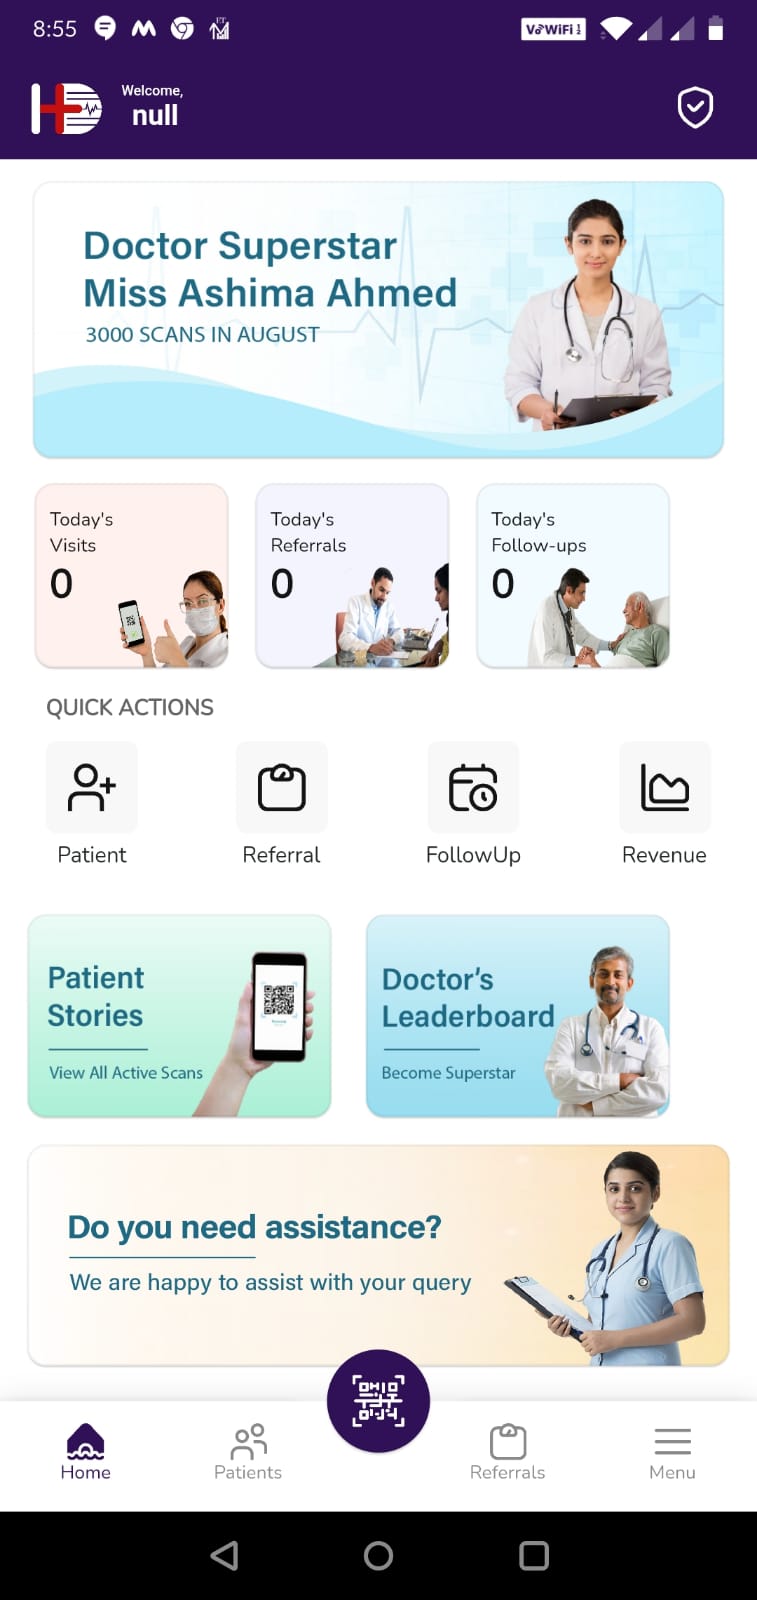 8:55
VoWiFi
Welcome,
null
Doctor Superstar
Miss Ashima Ahmed
3000 SCANS IN AUGUST
Today's
Visits
0
Today's
Referrals
0
Today's
Follow-ups
0
QUICK ACTIONS
Patient
Referral
FollowUp
Revenue
Patient
Stories
View All Active Scans
Doctor’s
Leaderboard
Become Superstar
Do you need assistance?
We are happy to assist with your query
Home
Patients
Referrals
Menu